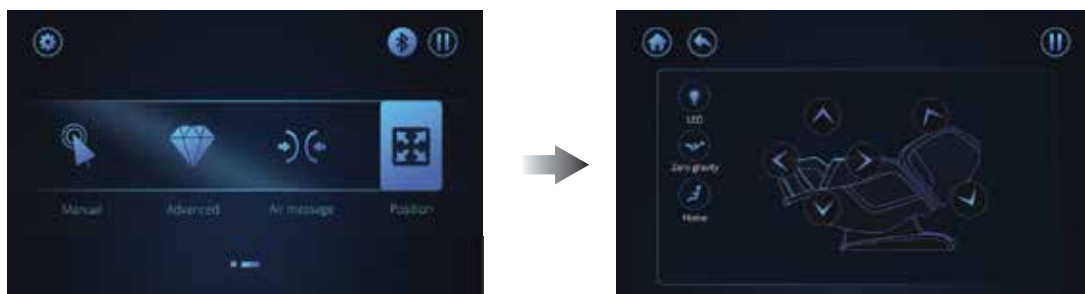 Manual
Advanced
Air massage
Position
LED
Zero gravity
Home